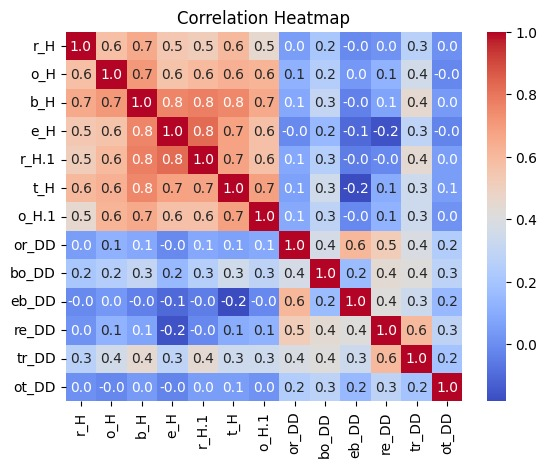 Correlation Heatmap
r_H 1.0 0.6 0.7 0.5 0.5 0.6 0.5 0.0 0.2 -0.0 0.0 0.3 0.0
o_H 0.6 1.0 0.7 0.6 0.6 0.6 0.6 0.1 0.2 0.0 0.1 0.4 -0.0
b_H 0.7 0.7 1.0 0.8 0.8 0.8 0.7 0.1 0.3 -0.0 0.1 0.4 0.0
e_H 0.5 0.6 0.8 1.0 0.8 0.7 0.6 -0.0 0.2 -0.1 -0.2 0.3 -0.0
r_H.1 0.5 0.6 0.8 0.8 1.0 0.7 0.6 0.1 0.3 -0.0 -0.0 0.4 0.0
t_H 0.6 0.6 0.8 0.7 0.7 1.0 0.7 0.1 0.3 -0.2 0.1 0.3 0.1
o_H.1 0.5 0.6 0.7 0.6 0.6 0.7 1.0 0.1 0.3 -0.0 0.1 0.3 0.0
or_DD 0.0 0.1 0.1 -0.0 0.1 0.1 0.1 1.0 0.4 0.6 0.5 0.4 0.2
bo_DD 0.2 0.2 0.3 0.2 0.3 0.3 0.3 0.4 1.0 0.2 0.4 0.4 0.3
eb_DD -0.0 0.0 -0.0 -0.1 -0.0 -0.2 -0.0 0.6 0.2 1.0 0.4 0.3 0.2
re_DD 0.0 0.1 0.1 -0.2 -0.0 0.1 0.1 0.5 0.4 0.4 1.0 0.6 0.3
tr_DD 0.3 0.4 0.4 0.3 0.4 0.3 0.3 0.4 0.4 0.3 0.6 1.0 0.2
ot_DD 0.0 -0.0 0.0 -0.0 0.0 0.1 0.0 0.2 0.3 0.2 0.3 0.2 1.0
r_H o_H b_H e_H r_H.1 t_H o_H.1 or_DD bo_DD eb_DD re_DD tr_DD ot_DD
1.0
0.8
0.6
0.4
0.2
0.0